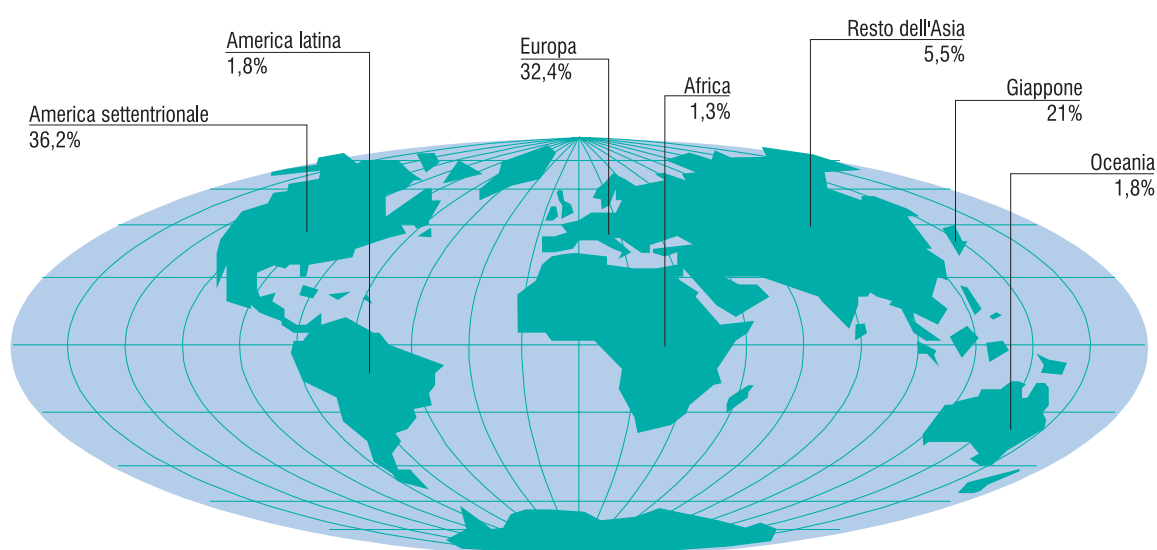 America latina
1,8%
Europa
32,4%
Resto dell'Asia
5,5%
America settentrionale
36,2%
Africa
1,3%
Giappone
21%
Oceania
1,8%